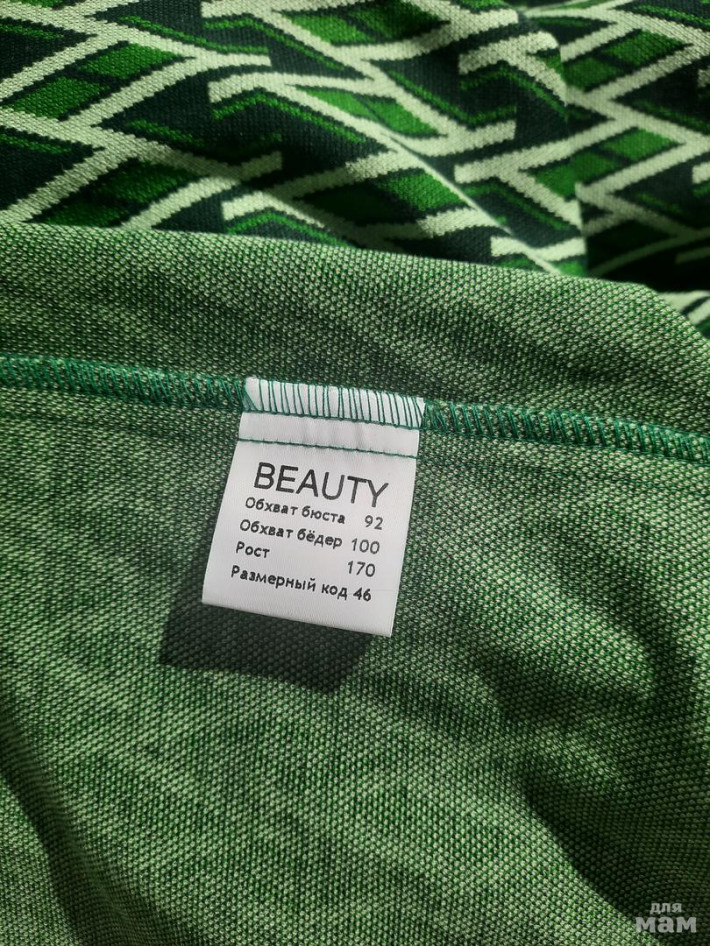 BEAUTY
Обхват бюста 92
Обхват бёдер 100
Рост 170
Размерный код 46
для
мам